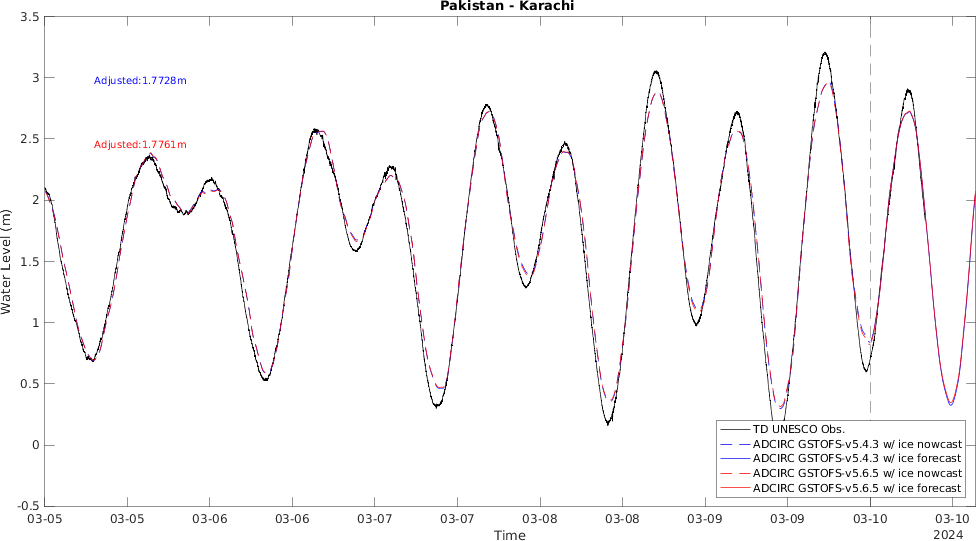 Pakistan - Karachi
3.5
3
2.5
2
1.5
1
0.5
0
-0.5
Water Level (m)
Adjusted:1.7728m
Adjusted:1.7761m
TD UNESCO Obs.
ADCIRC GSTOFS-v5.4.3 w/ ice nowcast
ADCIRC GSTOFS-v5.4.3 w/ ice forecast
ADCIRC GSTOFS-v5.6.5 w/ ice nowcast
ADCIRC GSTOFS-v5.6.5 w/ ice forecast
03-05 03-05 03-06 03-06 03-07 03-07 03-08 03-08 03-09 03-09 03-10 03-10
2024
Time